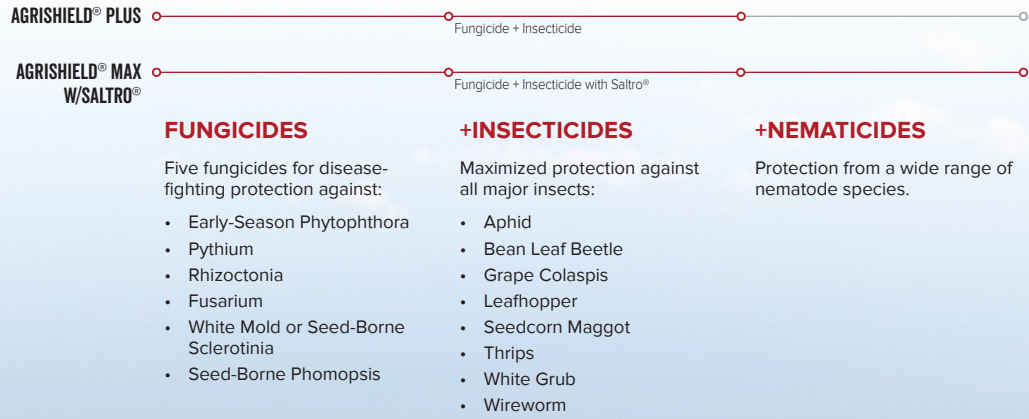 AGRISHIELD® PLUS
Fungicide + Insecticide
AGRISHIELD® MAX
W/SALTRO®
Fungicide + Insecticide with Saltro®
FUNGICIDES
Five fungicides for disease-
fighting protection against:
• Early-Season Phytophthora
• Pythium
• Rhizoctonia
• Fusarium
• White Mold or Seed-Borne
Sclerotinia
• Seed-Borne Phomopsis
+INSECTICIDES
Maximized protection against
all major insects:
• Aphid
• Bean Leaf Beetle
• Grape Colaspis
• Leafhopper
• Seedcorn Maggot
• Thrips
• White Grub
• Wireworm
+NEMATICIDES
Protection from a wide range of
nematode species.